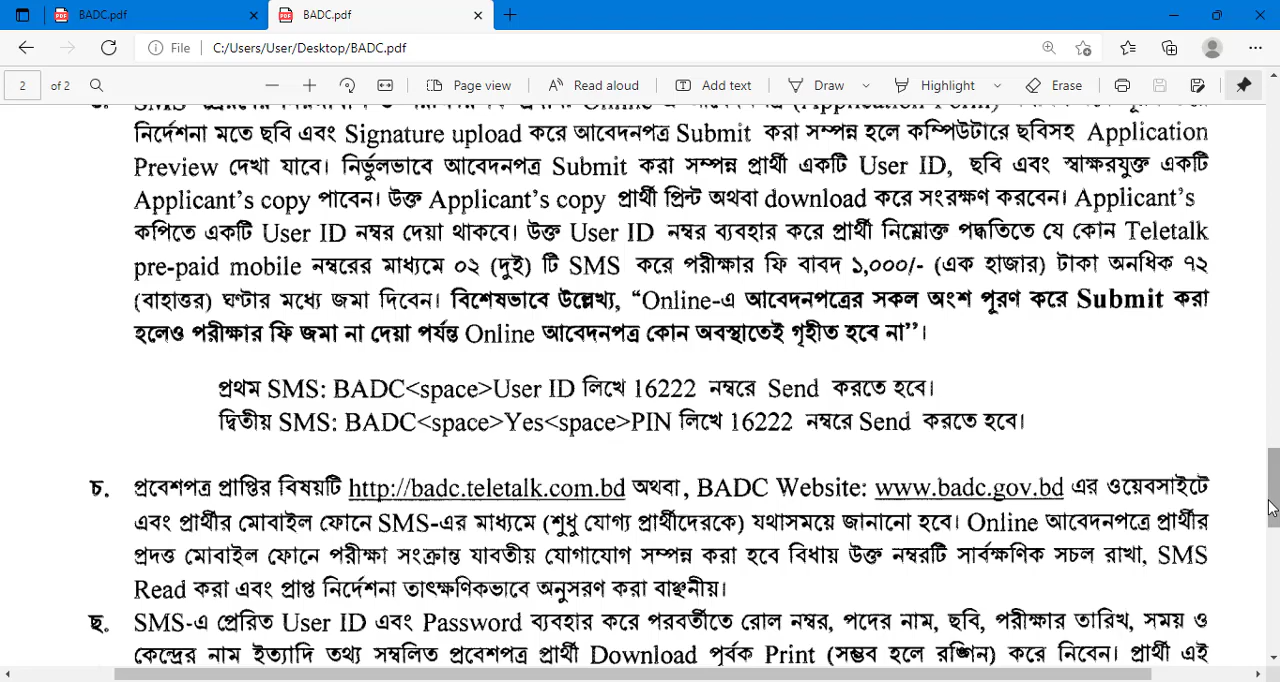 BADC.pdf
BADC.pdf
File C:/Users/User/Desktop/BADC.pdf
2 of 2 Page view Read aloud Add text Draw Highlight Erase
নির্দেশনা মতে ছবি এবং Signature upload করে আবেদনপত্র Submit করা সম্পন্ন হলে কম্পিউটারে ছবিসহ Application
Preview দেখা যাবে। নির্ভুলভাবে আবেদনপত্র Submit করা সম্পন্ন প্রার্থী একটি User ID, ছবি এবং স্বাক্ষরযুক্ত একটি
Applicant's copy পাবেন। উক্ত Applicant's copy প্রার্থী প্রিন্ট অথবা download করে সংরক্ষণ করবেন। Applicant's
কপিতে একটি User ID নম্বর দেয়া থাকবে। উক্ত User ID নম্বর ব্যবহার করে প্রার্থী নিম্নোক্ত পদ্ধতিতে যে কোন Teletalk
pre-paid mobile নম্বরের মাধ্যমে ০২ (দুই) টি SMS করে পরীক্ষার ফি বাবদ ১,০০০/- (এক হাজার) টাকা অনধিক ৭২
(বাহাত্তর) ঘণ্টার মধ্যে জমা দিবেন। বিশেষভাবে উল্লেখ্য, “Online-এ আবেদনপত্রের সকল অংশ পূরণ করে Submit করা
হলেও পরীক্ষার ফি জমা না দেয়া পর্যন্ত Online আবেদনপত্র কোন অবস্থাতেই গৃহীত হবে না”।
প্রথম SMS: BADC<space>User ID লিখে 16222 নম্বরে Send করতে হবে।
দ্বিতীয় SMS: BADC<space>Yes<space>PIN লিখে 16222 নম্বরে Send করতে হবে।
চ. প্রবেশপত্র প্রাপ্তির বিষয়টি http://badc.teletalk.com.bd অথবা, BADC Website: www.badc.gov.bd এর ওয়েবসাইটে
এবং প্রার্থীর মোবাইল ফোনে SMS-এর মাধ্যমে (শুধু যোগ্য প্রার্থীদেরকে) যথাসময়ে জানানো হবে। Online আবেদনপত্রে প্রার্থীর
প্রদত্ত মোবাইল ফোনে পরীক্ষা সংক্রান্ত যাবতীয় যোগাযোগ সম্পন্ন করা হবে বিধায় উক্ত নম্বরটি সার্বক্ষণিক সচল রাখা, SMS
Read করা এবং প্রাপ্ত নির্দেশনা তাৎক্ষণিকভাবে অনুসরণ করা বাঞ্ছনীয়।
ছ. SMS-এ প্রেরিত User ID এবং Password ব্যবহার করে পরবর্তীতে রোল নম্বর, পদের নাম, ছবি, পরীক্ষার তারিখ, সময় ও
কেন্দ্রের নাম ইত্যাদি তথ্য সম্বলিত প্রবেশপত্র প্রার্থী Download পূর্বক Print (সম্ভব হলে রঙ্গিন) করে নিবেন। প্রার্থী এই